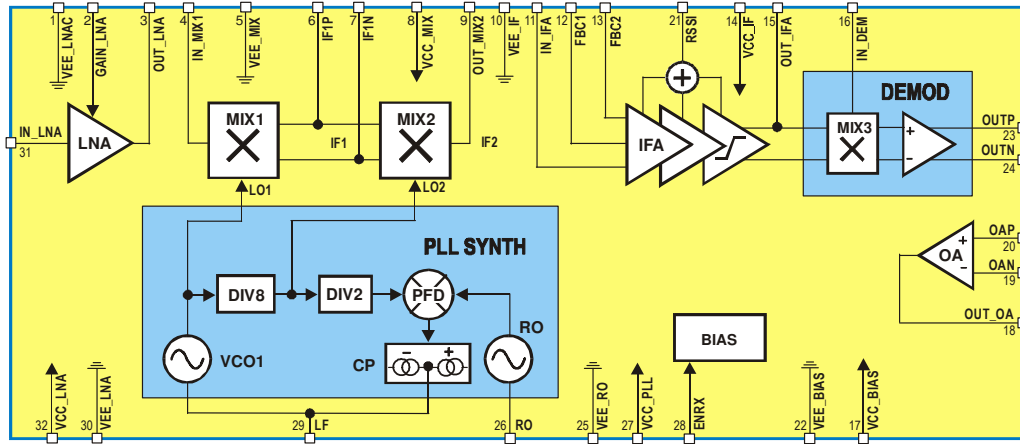 1 2 3 4 5 6 7 8 9 10 11 12 13 21 14 15 16
VEE_LNAC
GAIN_LNA
OUT_LNA
IN_MIX1
VEE_MIX
IF1P
IF1N
VCC_MIX
OUT_MIX2
VEE_IF
IN_IFA
FBC1
FBC2
RSSI
VCC_IF
OUT_IFA
IN_DEM
+
DEMOD
IN_LNA
31
LNA
MIX1
IF1
MIX2
IF2
IFA
MIX3
+
−
OUTP
23
OUTN
24
LO1
LO2
PLL SYNTH
DIV8
DIV2
PFD
RO
VCO1
CP
− +
BIAS
OA
+
−
OAP
20
OAN
19
OUT_OA
18
32
VCC_LNA
30
VEE_LNA
29
LF
26
RO
25
VEE_RO
27
VCC_PLL
28
ENRX
22
VEE_BIAS
17
VCC_BIAS